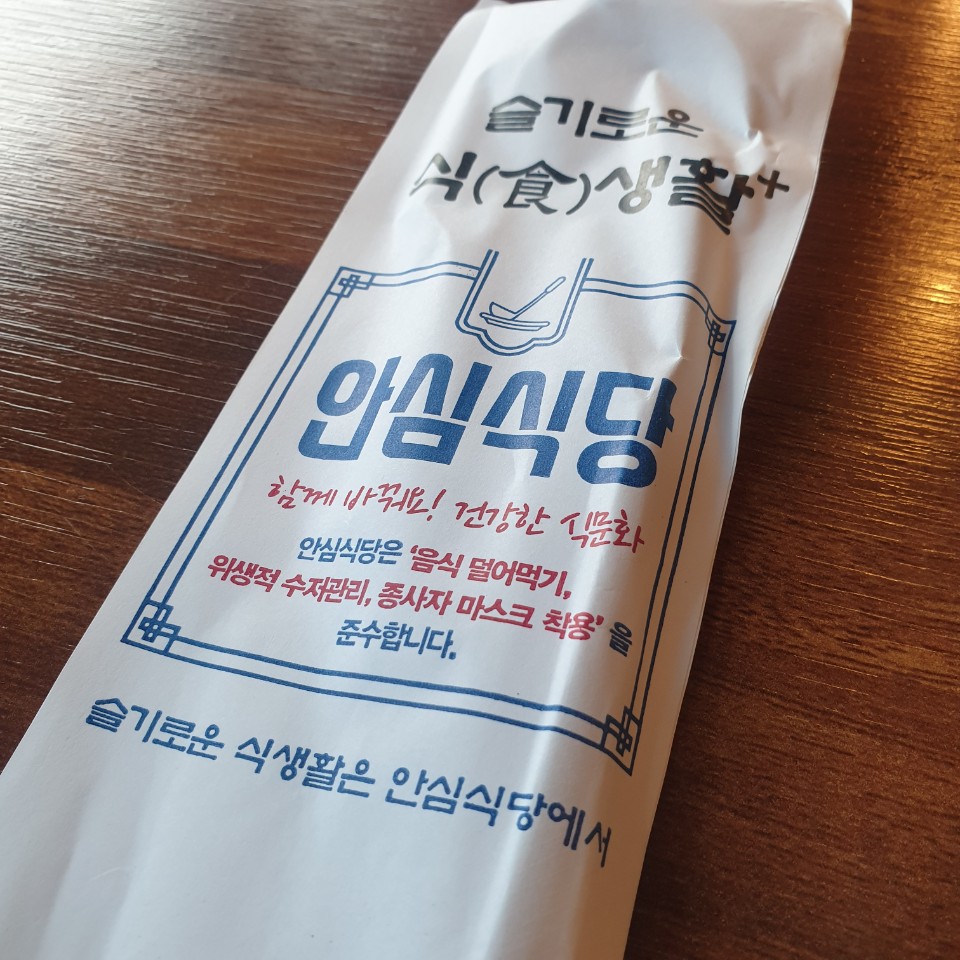 슬기로운
식(食)생활+
안심식당
함께 바꿔요! 건강한 식문화
안심식당은 '음식 덜어먹기,
위생적 수저관리, 종사자 마스크 착용' 을
준수합니다.
슬기로운 식생활은 안심식당에서